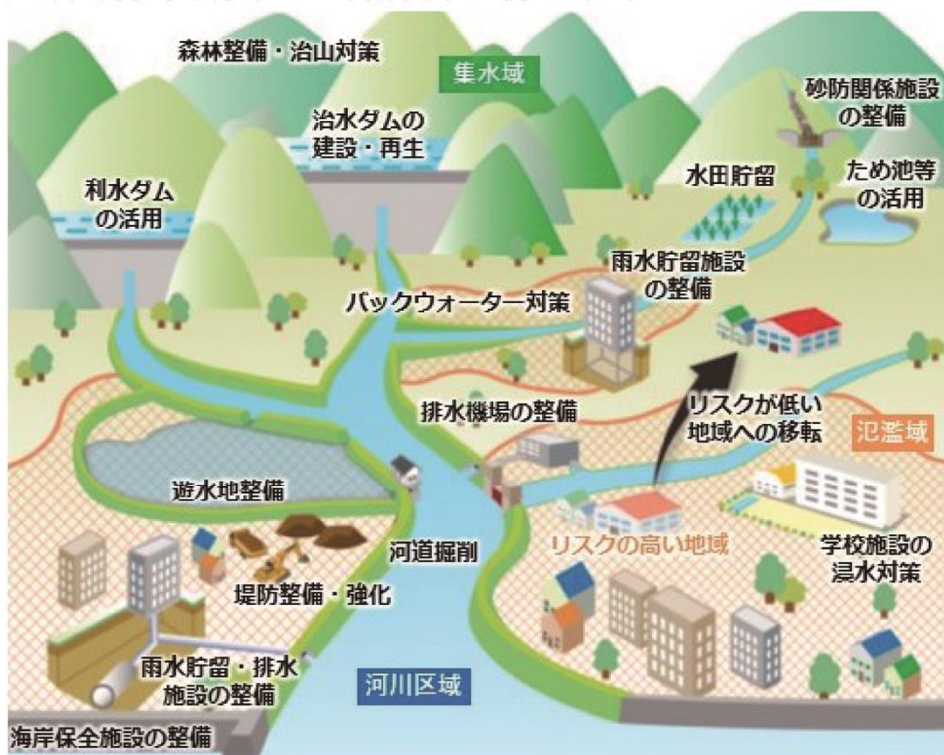 森林整備・治山対策
集水域
砂防関係施設
の整備
治水ダムの
建設・再生
水田貯留
ため池等
の活用
利水ダム
の活用
雨水貯留施設
の整備
バックウォーター対策
排水機場の整備
リスクが低い
地域への移転
氾濫域
遊水地整備
河道掘削
リスクの高い地域
学校施設の
浸水対策
堤防整備・強化
雨水貯留・排水
施設の整備
河川区域
海岸保全施設の整備